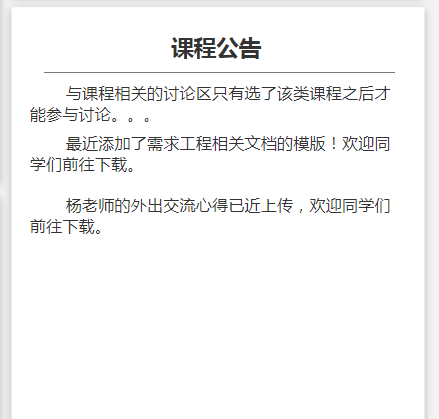 课程公告
与课程相关的讨论区只有选了该类课程之后才
能参与讨论。。。
最近添加了需求工程相关文档的模版！欢迎同
学们前往下载。
杨老师的外出交流心得已近上传，欢迎同学们
前往下载。